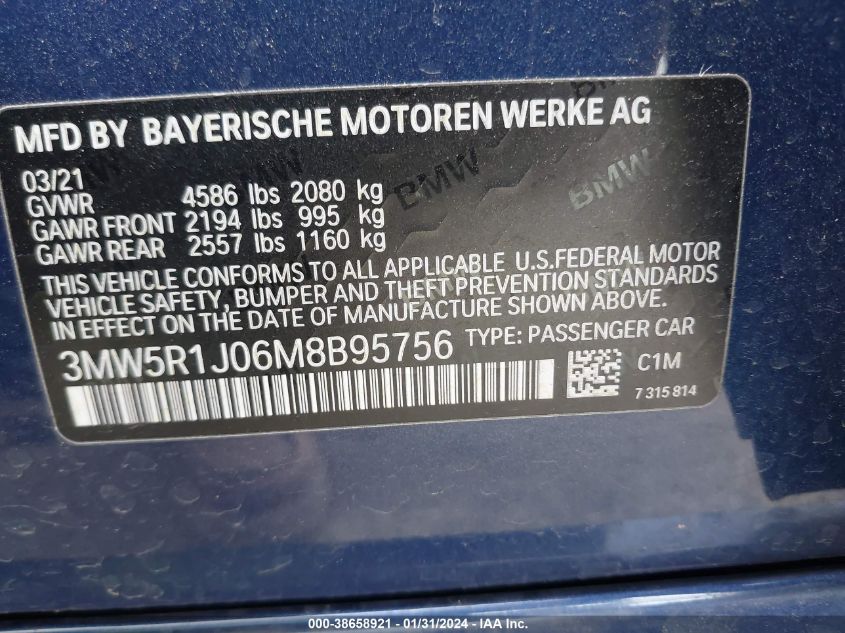 MFD BY BAYERISCHE MOTOREN WERKE AG
03/21
GVWR 4586 lbs 2080 kg
GAWR FRONT 2194 lbs 995 kg
GAWR REAR 2557 lbs 1160 kg
THIS VEHICLE CONFORMS TO ALL APPLICABLE U.S.FEDERAL MOTOR
VEHICLE SAFETY, BUMPER AND THEFT PREVENTION STANDARDS
IN EFFECT ON THE DATE OF MANUFACTURE SHOWN ABOVE.
3MW5R1J06M8B95756 TYPE: PASSENGER CAR
C1M
7 315 814
000-38658921 - 01/31/2024 - IAA Inc.